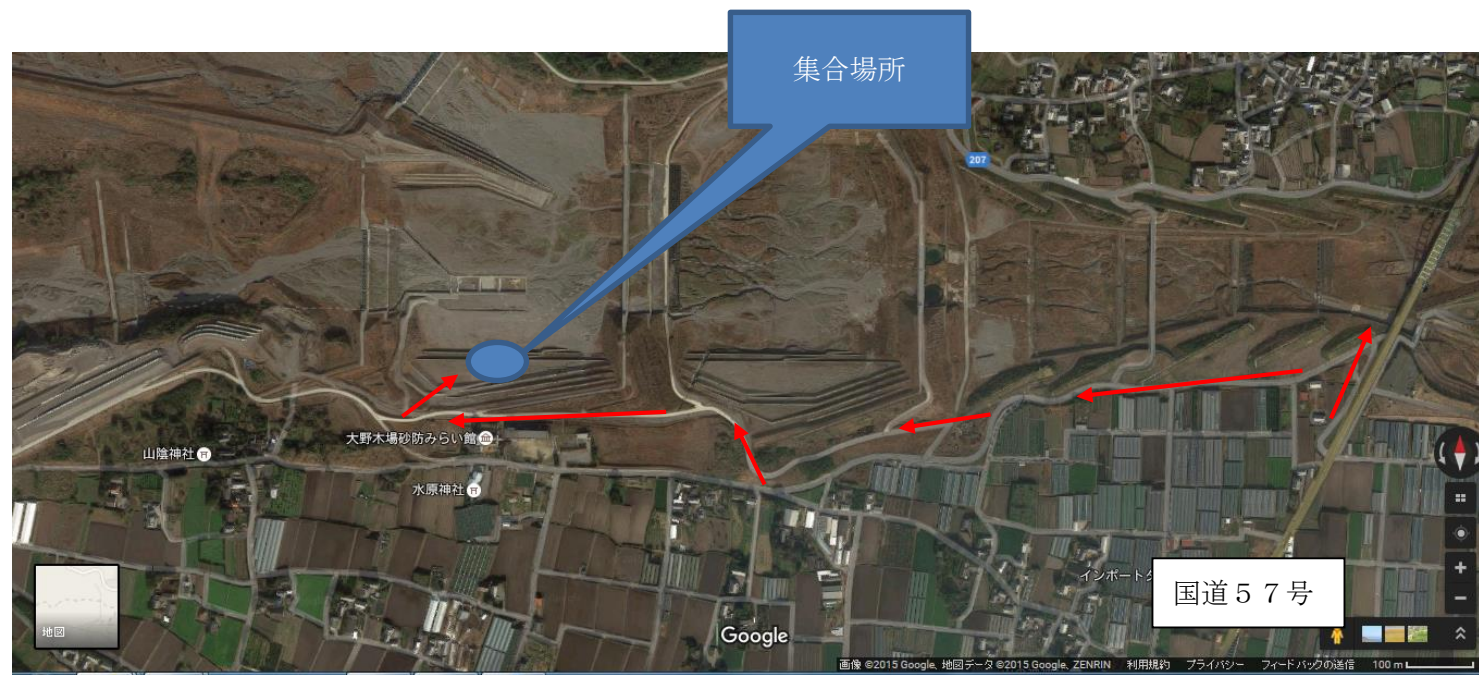 集合場所
207
大野木場砂防みらい館
山陰神社
水原神社
インポート
国道５７号
地図
Google
画像 ©2015 Google, 地図データ ©2015 Google, ZENRIN 利用規約 プライバシー フィードバックの送信 100 m